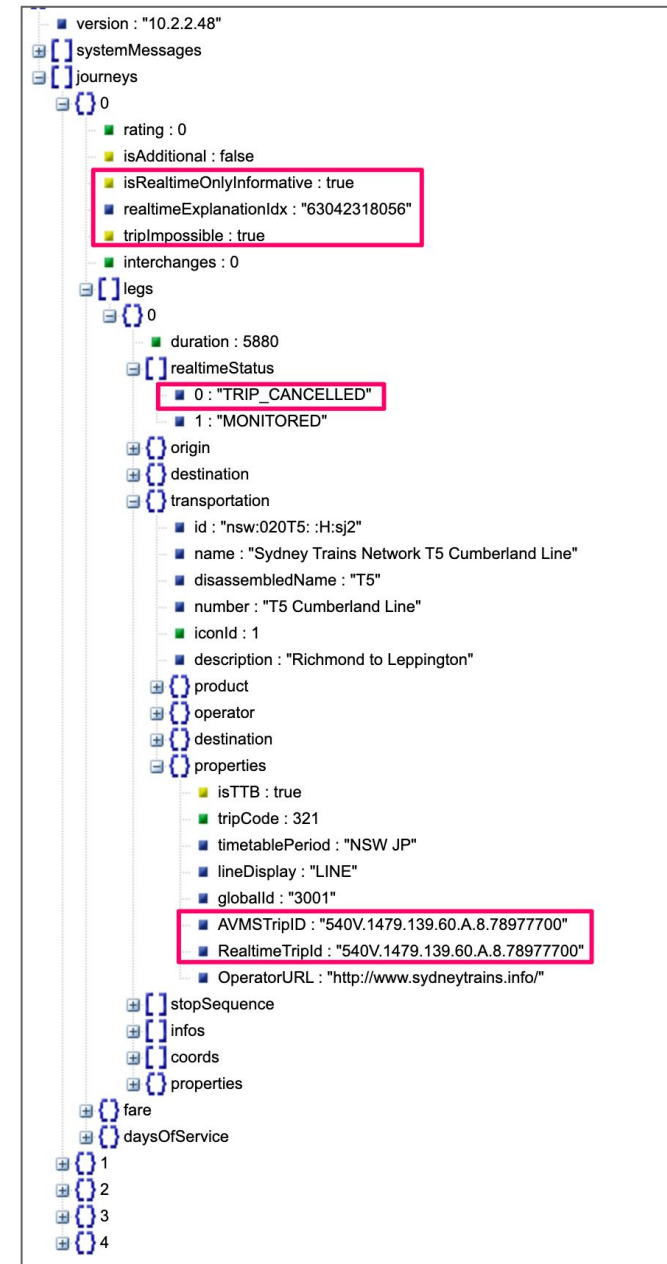 version : "10.2.2.48"
[ ] systemMessages
[ ] journeys
{ } 0
rating : 0
isAdditional : false
isRealtimeOnlyInformative : true
realtimeExplanationIdx : "63042318056"
tripImpossible : true
interchanges : 0
[ ] legs
{ } 0
duration : 5880
[ ] realtimeStatus
0 : "TRIP_CANCELLED"
1 : "MONITORED"
{ } origin
{ } destination
{ } transportation
id : "nsw:020T5: :H:sj2"
name : "Sydney Trains Network T5 Cumberland Line"
disassembledName : "T5"
number : "T5 Cumberland Line"
iconId : 1
description : "Richmond to Leppington"
{ } product
{ } operator
{ } destination
{ } properties
isTTB : true
tripCode : 321
timetablePeriod : "NSW JP"
lineDisplay : "LINE"
globalId : "3001"
AVMSTripID : "540V.1479.139.60.A.8.78977700"
RealtimeTripId : "540V.1479.139.60.A.8.78977700"
OperatorURL : "http://www.sydneytrains.info/"
[ ] stopSequence
[ ] infos
[ ] coords
{ } properties
{ } fare
{ } daysOfService
{ } 1
{ } 2
{ } 3
{ } 4